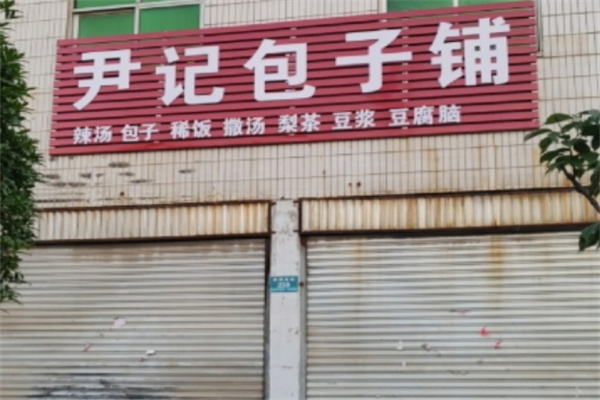 尹记包子铺
辣汤 包子 稀饭 撒汤 梨茶 豆浆 豆腐脑